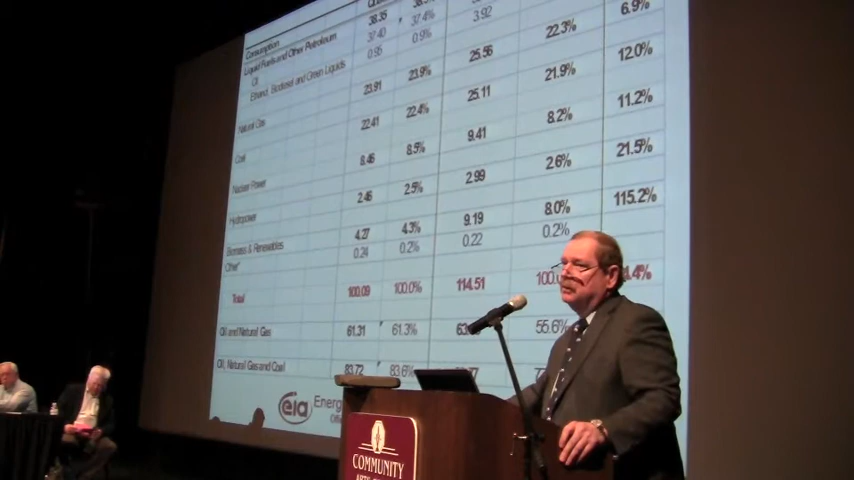 Consumption
Liquid Fuels and Other Petroleum 38.35
Oil 37.40 37.4% 3.92
Ethanol, Biodiesel and Green Liquids 0.95 0.9% 22.3% 6.9%
Natural Gas 23.91 23.9% 25.56 21.9% 12.0%
Coal 22.41 22.4% 25.11 8.2% 11.2%
Nuclear Power 8.46 8.5% 9.41 2.6% 21.5%
Hydropower 2.46 2.5% 2.99 8.0% 115.2%
Biomass & Renewables 4.27 4.3% 9.19 0.2%
Other 0.24 0.2% 0.22
Total 100.09 100.0% 114.51
Oil and Natural Gas 61.31 61.3% 55.6%
Oil, Natural Gas and Coal 83.72 83.6%
eia
COMMUNITY